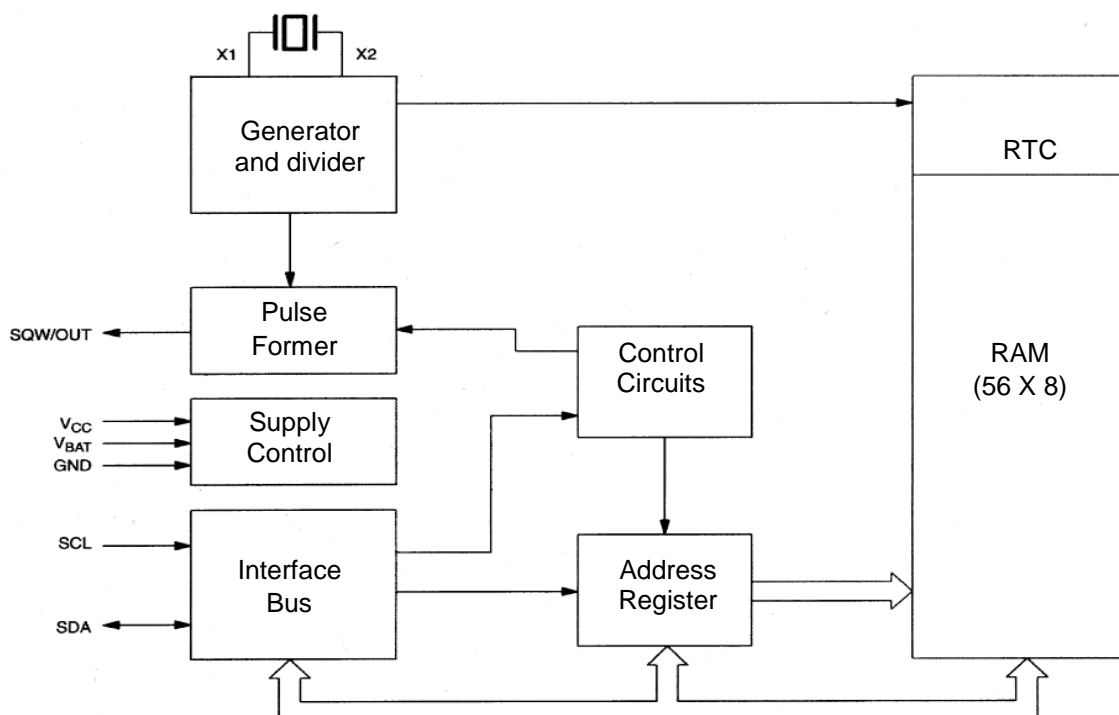 X1
X2
Generator
and divider
RTC
Pulse
Former
SQW/OUT
Control
Circuits
RAM
(56 X 8)
Supply
Control
VCC
VBAT
GND
SCL
Interface
Bus
SDA
Address
Register